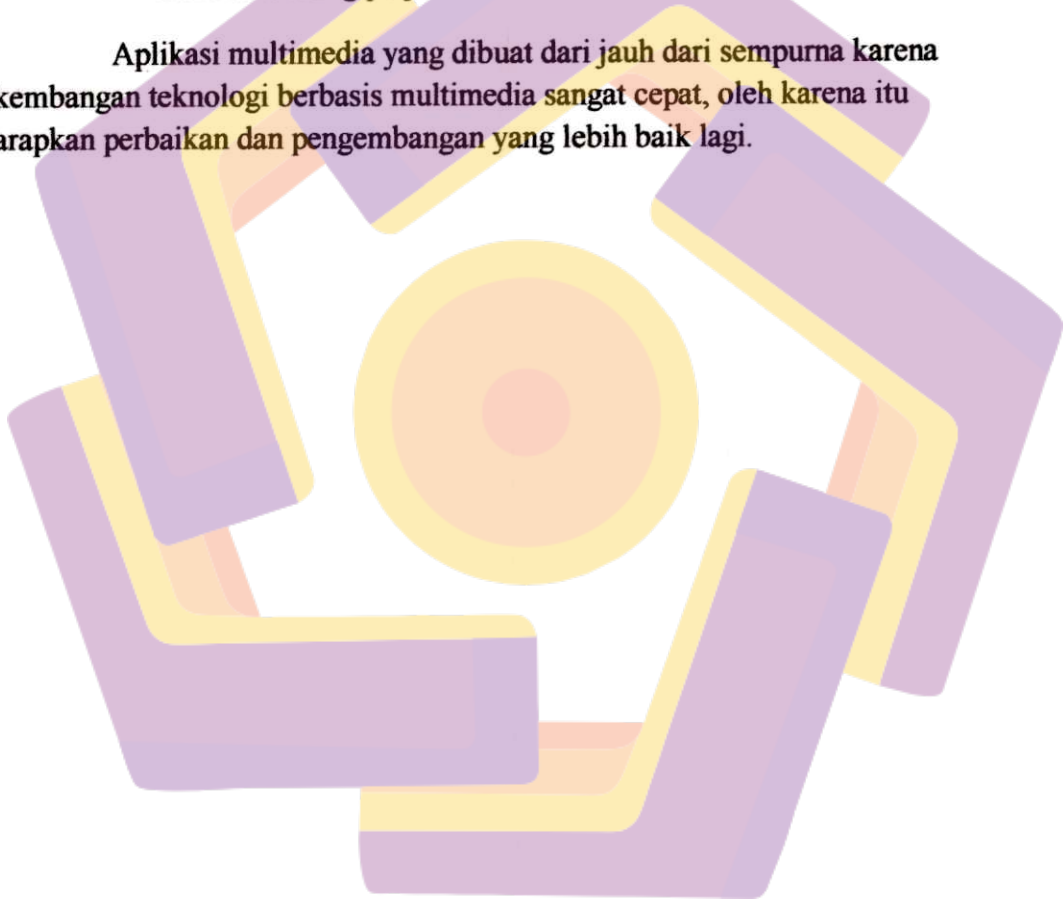 Aplikasi multimedia yang dibuat dari jauh dari sempurna karena
kembangan teknologi berbasis multimedia sangat cepat, oleh karena itu
arapkan perbaikan dan pengembangan yang lebih baik lagi.